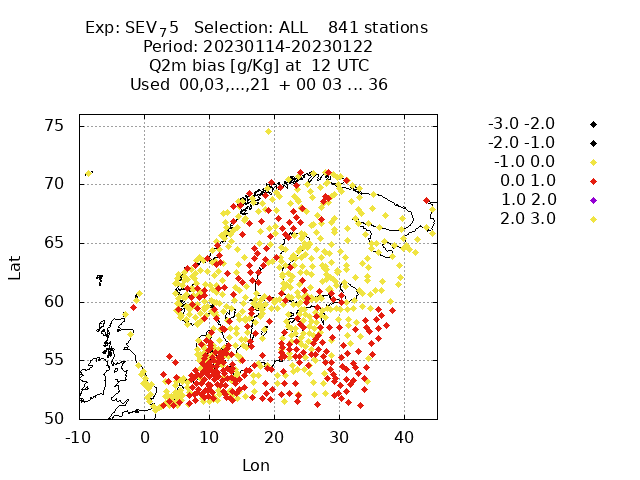 Exp: SEV₇5 Selection: ALL 841 stations
Period: 20230114-20230122
Q2m bias [g/Kg] at 12 UTC
Used 00,03,...,21 + 00 03 ... 36
-3.0 -2.0
-2.0 -1.0
-1.0 0.0
0.0 1.0
1.0 2.0
2.0 3.0
75
70
65
60
55
50
Lat
-10 0 10 20 30 40
Lon